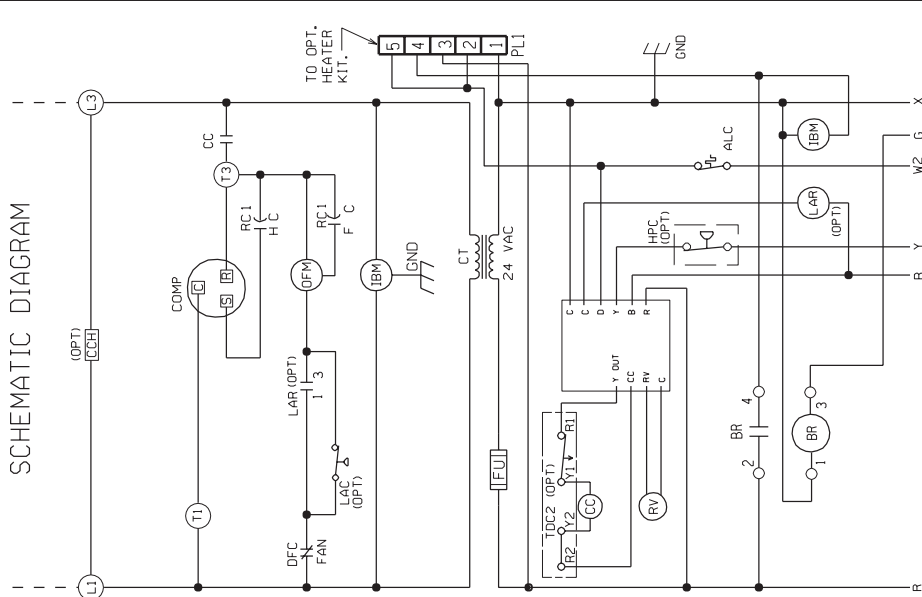 SCHEMATIC DIAGRAM
L1
(OPT)
CCH
L3
T1
COMP
C
S
R
T3
CC
RC1
H C
DFC
FAN
LAC
(OPT)
LAR(OPT)
1 3
OFM
RC1
F C
IBM
GND
CT
24 VAC
FU
TO OPT.
HEATER
KIT.
5
4
3
2
1
PL1
GND
TDC2 (OPT)
R2
Y2
Y1
R1
CC
RV
Y OUT
CC
RV
C
C
C
D
Y
B
R
HPC
(OPT)
LAR
(OPT)
ALC
IBM
BR
2
4
BR
1
3
R
B
Y
W2
G
X